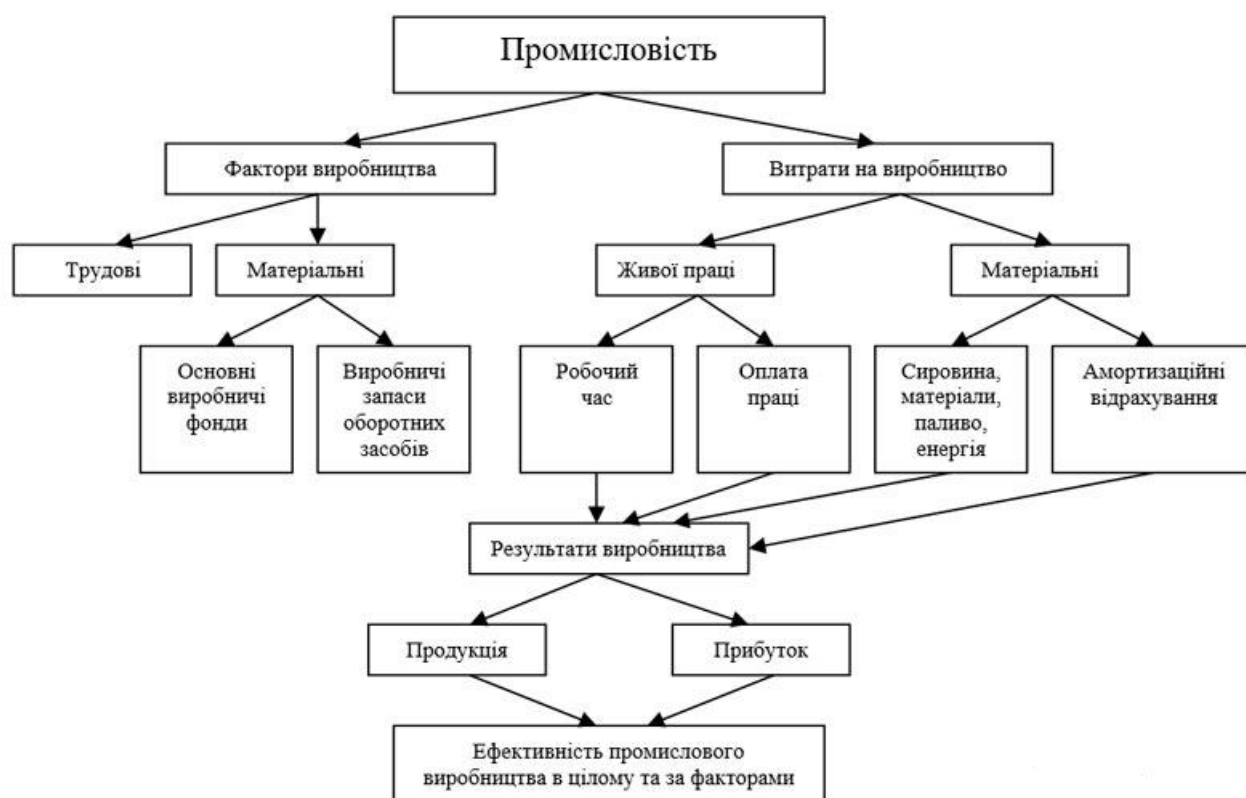 Промисловість
Фактори виробництва
Витрати на виробництво
Трудові
Матеріальні
Живої праці
Матеріальні
Основні
виробничі
фонди
Виробничі
запаси
оборотних
засобів
Робочий
час
Оплата
праці
Сировина,
матеріали,
паливо,
енергія
Амортизаційні
відрахування
Результати виробництва
Продукція
Прибуток
Ефективність промислового
виробництва в цілому та за факторами